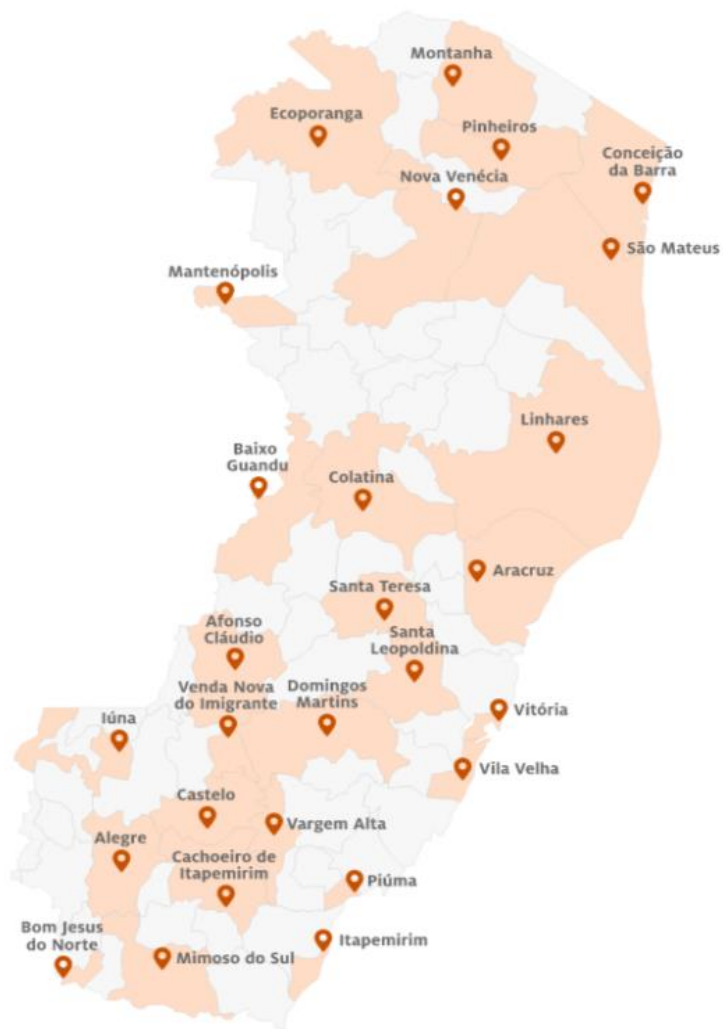 Montanha
Ecoporanga
Pinheiros
Conceição
da Barra
Nova Venécia
São Mateus
Mantenópolis
Linhares
Baixo
Guandu
Colatina
Aracruz
Santa Teresa
Afonso
Cláudio
Santa
Leopoldina
Venda Nova
do Imigrante
Domingos
Martins
Iúna
Vitória
Vila Velha
Castelo
Vargem Alta
Alegre
Cachoeiro de
Itapemirim
Piúma
Bom Jesus
do Norte
Itapemirim
Mimoso do Sul